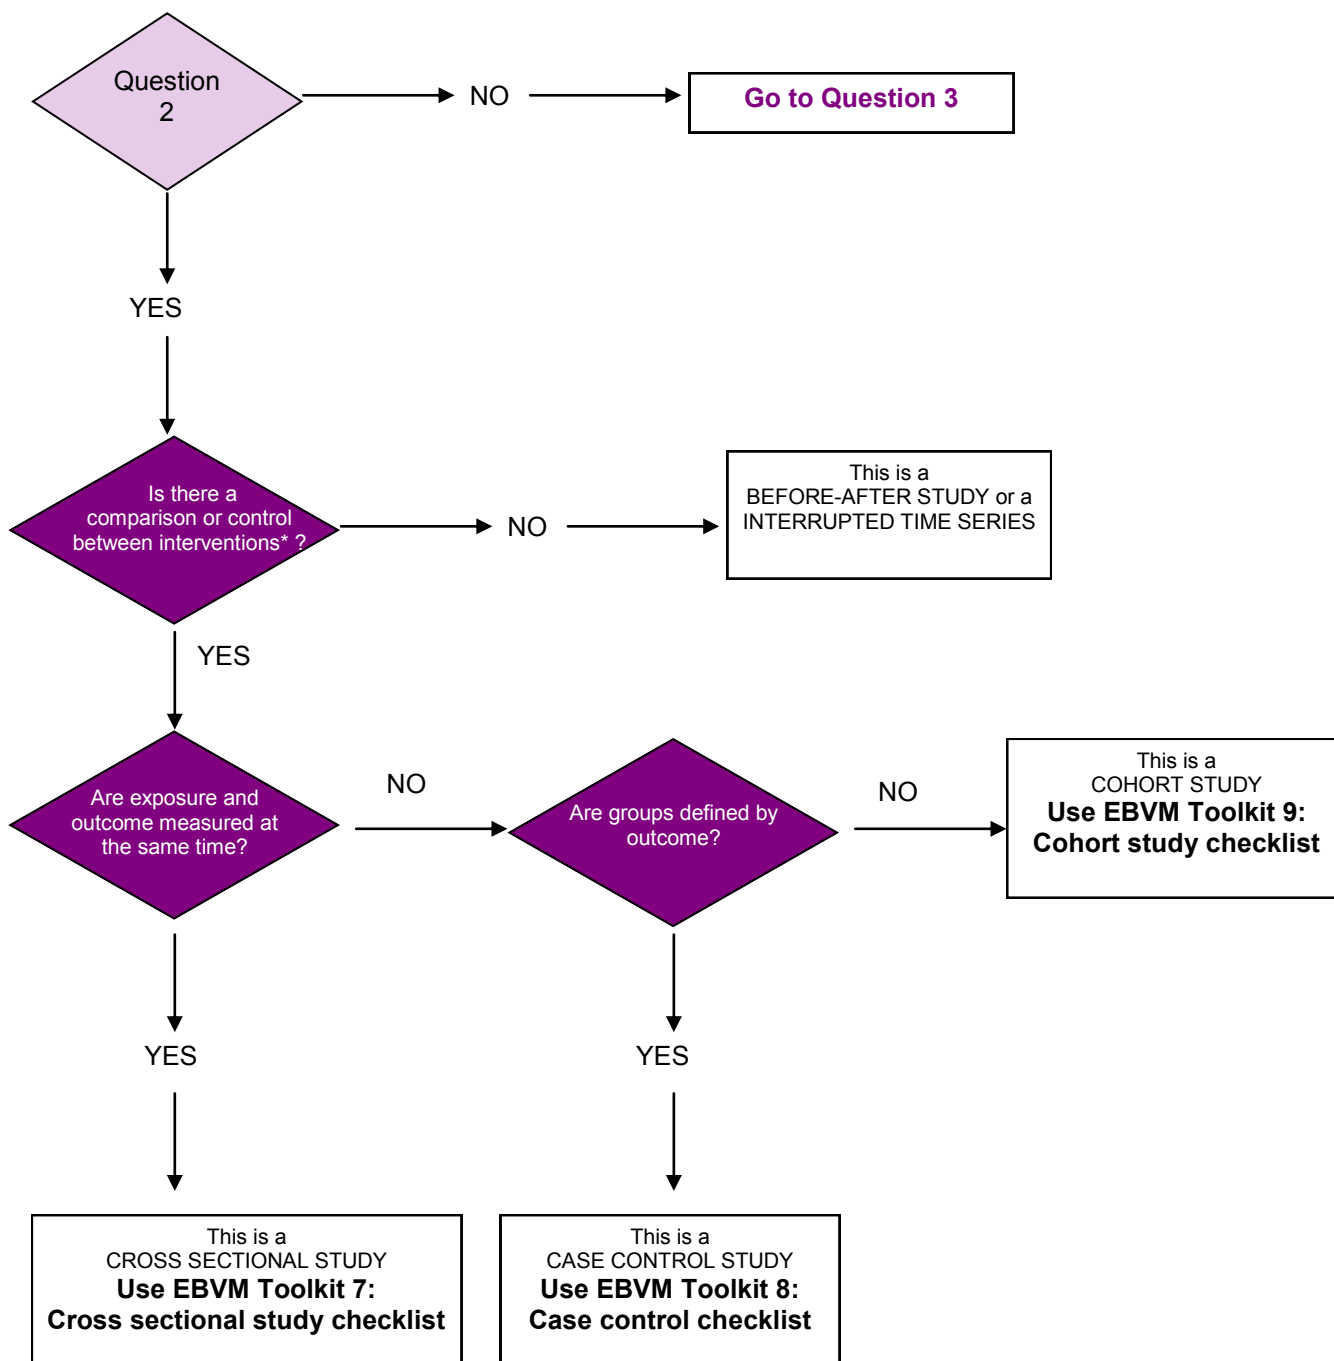 Question
2
NO
Go to Question 3
YES
Is there a
comparison or control
between interventions* ?
NO
This is a
BEFORE-AFTER STUDY or a
INTERRUPTED TIME SERIES
YES
Are exposure and
outcome measured at
the same time?
NO
Are groups defined by
outcome?
NO
This is a
COHORT STUDY
Use EBVM Toolkit 9:
Cohort study checklist
YES
YES
This is a
CROSS SECTIONAL STUDY
Use EBVM Toolkit 7:
Cross sectional study checklist
This is a
CASE CONTROL STUDY
Use EBVM Toolkit 8:
Case control checklist